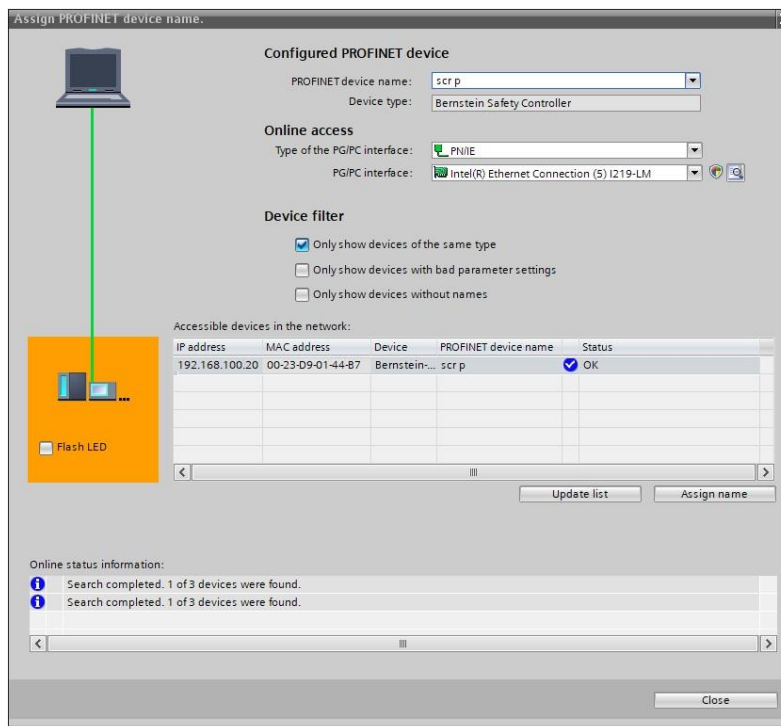 Assign PROFINET device name.
Configured PROFINET device
PROFINET device name: scr p
Device type: Bernstein Safety Controller
Online access
Type of the PG/PC interface: PN/IE
PG/PC interface: Intel(R) Ethernet Connection (5) I219-LM
Device filter
Only show devices of the same type
Only show devices with bad parameter settings
Only show devices without names
Accessible devices in the network:
IP address MAC address Device PROFINET device name Status
192.168.100.20 00-23-D9-01-44-B7 Bernstein-... scr p OK
...
Flash LED
Update list Assign name
Online status information:
Search completed. 1 of 3 devices were found.
Search completed. 1 of 3 devices were found.
Close